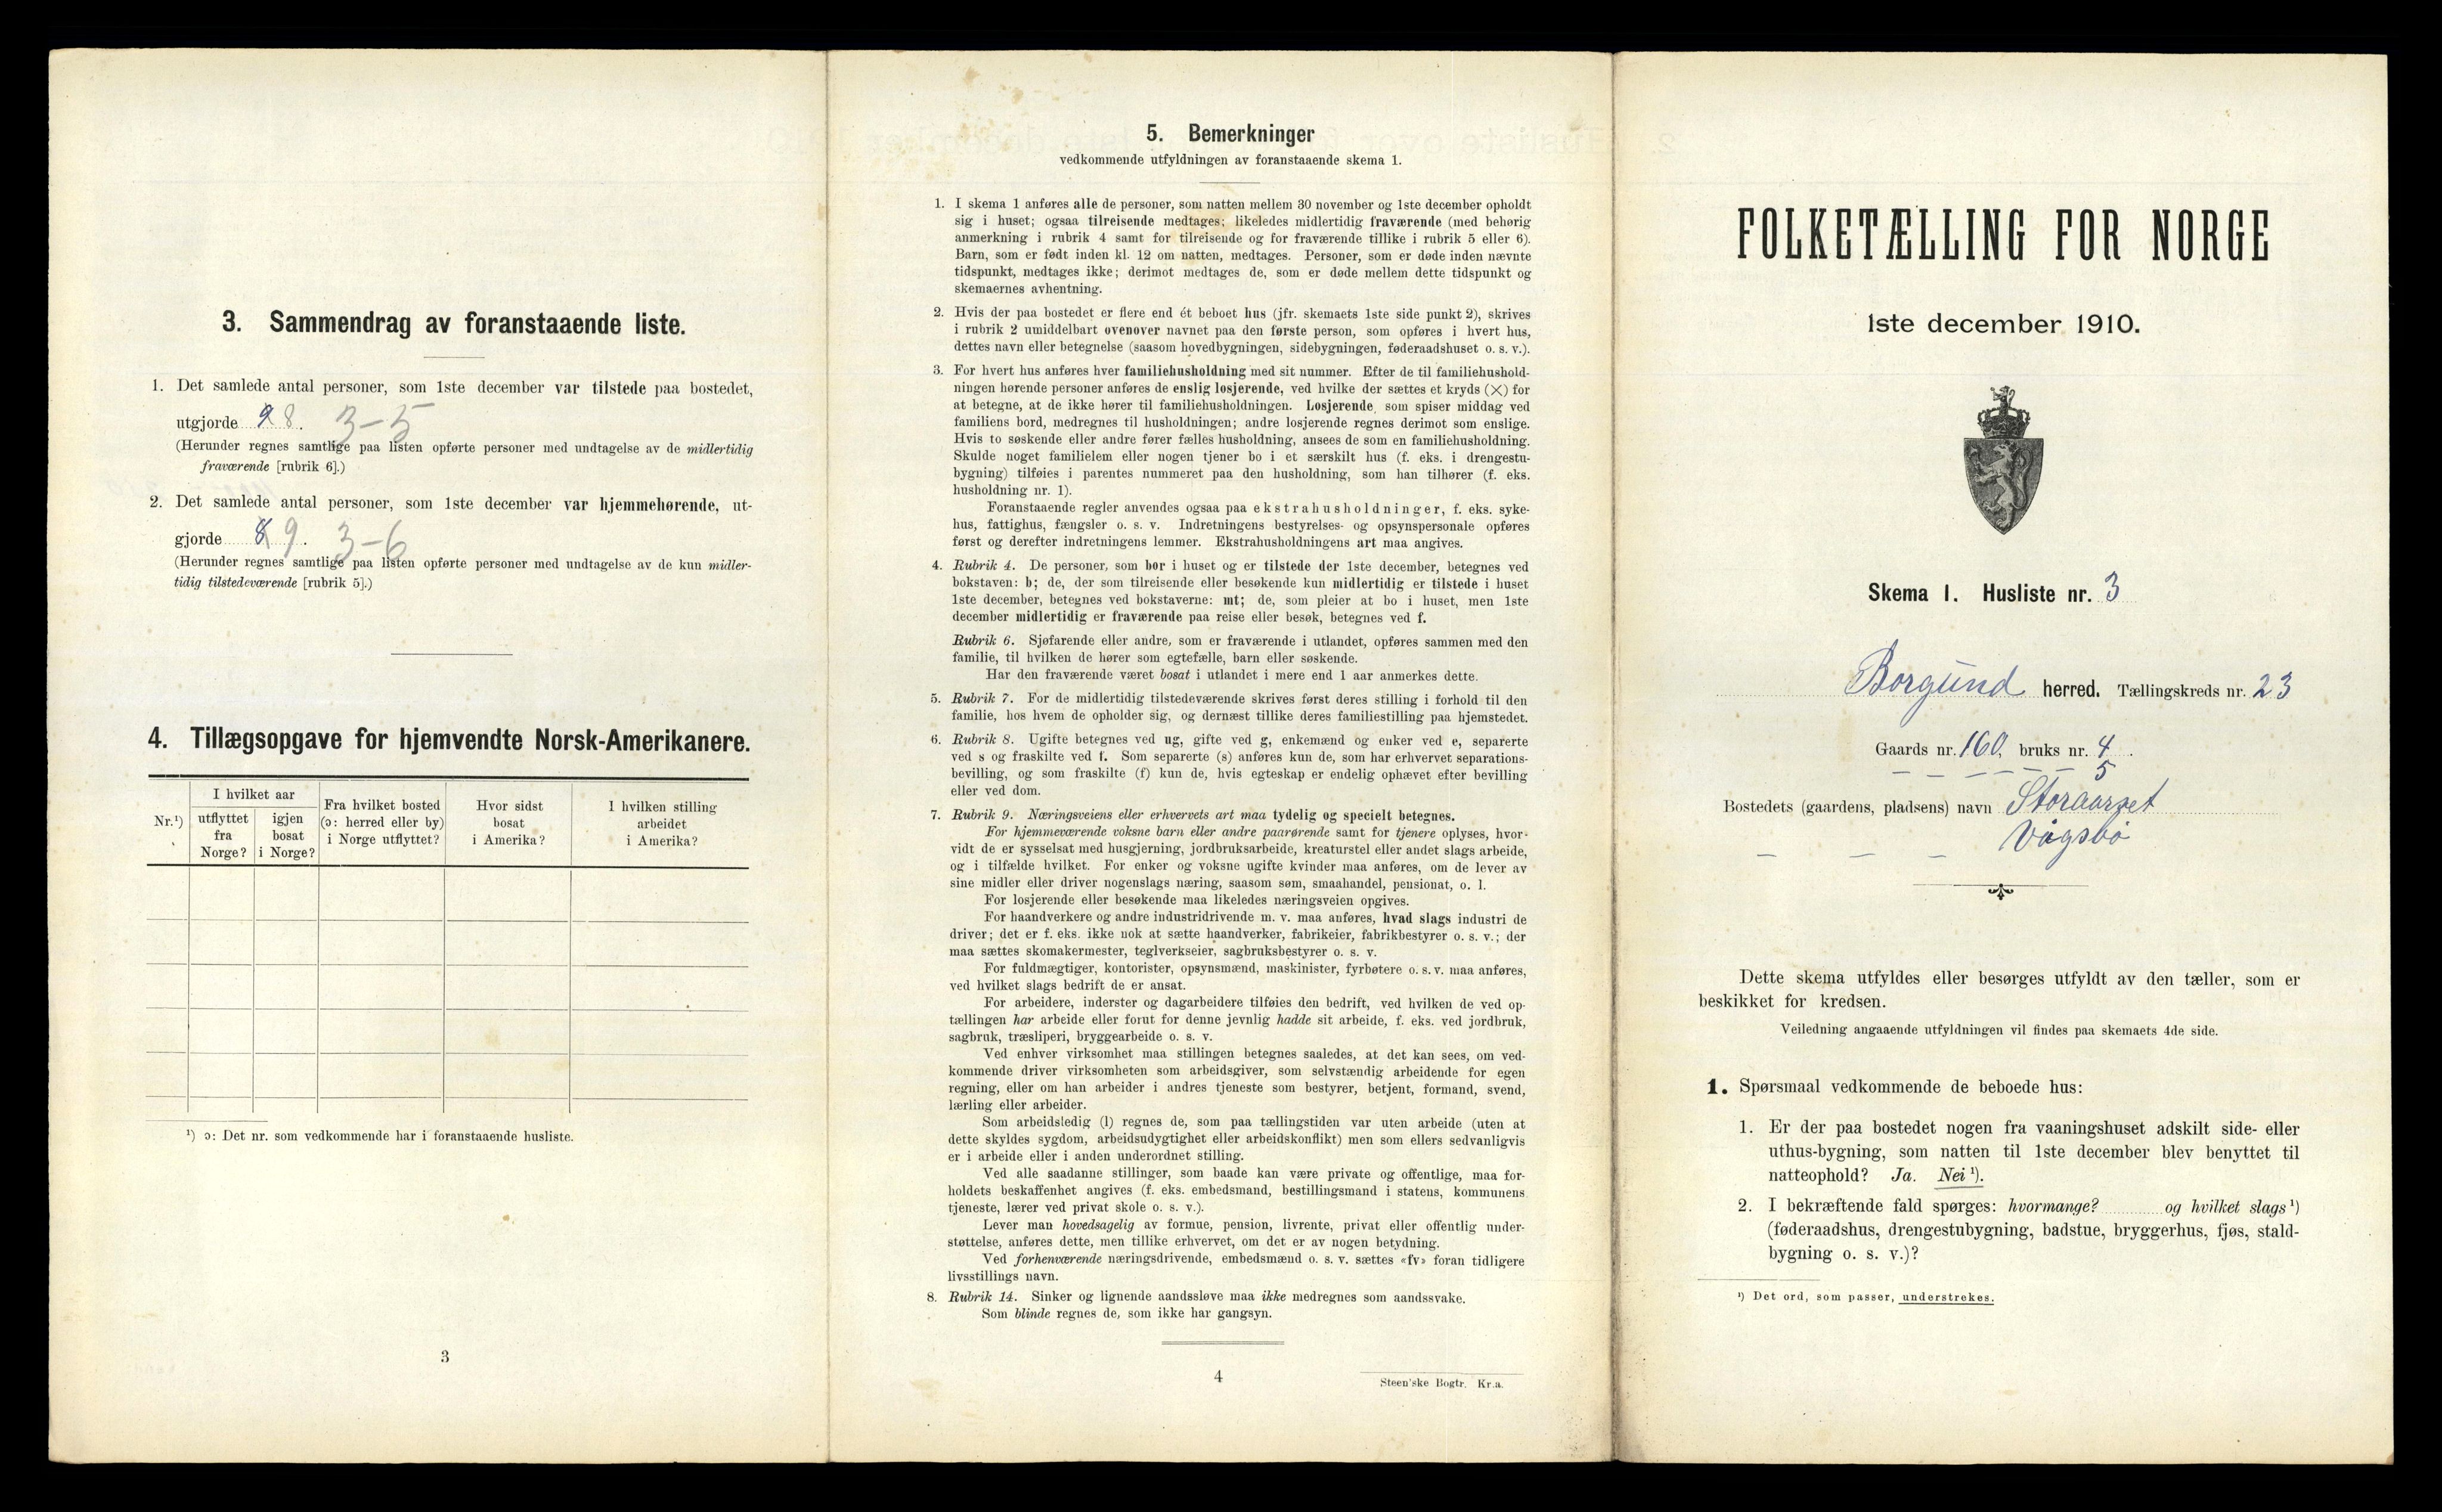 3. Sammendrag av foranstaaende liste.
1. Det samlede antal personer, som 1ste december var tilstede paa bostedet,
utgjorde 9 8. 3-5
(Herunder regnes samtlige paa listen opførte personer med undtagelse av de midlertidig
fraværende [rubrik 6].)
2. Det samlede antal personer, som 1ste december var hjemmehørende, ut-
gjorde 8 9. 3-6
(Herunder regnes samtlige paa listen opførte personer med undtagelse av de kun midler-
tidig tilstedeværende [rubrik 5].)
4. Tillægsopgave for hjemvendte Norsk-Amerikanere.
Nr.¹)
I hvilket aar
utflyttet
fra
Norge?
igjen
bosat
i Norge?
Fra hvilket bosted
(ɔ: herred eller by)
i Norge utflyttet?
Hvor sidst
bosat
i Amerika?
I hvilken stilling
arbeidet
i Amerika?
¹) ɔ: Det nr. som vedkommende har i foranstaaende husliste.
3
5. Bemerkninger
vedkommende utfyldningen av foranstaaende skema 1.
1. I skema 1 anføres alle de personer, som natten mellem 30 november og 1ste december opholdt
sig i huset; ogsaa tilreisende medtages; likeledes midlertidig fraværende (med behørig
anmerkning i rubrik 4 samt for tilreisende og for fraværende tillike i rubrik 5 eller 6).
Barn, som er født inden kl. 12 om natten, medtages. Personer, som er døde inden nævnte
tidspunkt, medtages ikke; derimot medtages de, som er døde mellem dette tidspunkt og
skemaernes avhentning.
2. Hvis der paa bostedet er flere end ét beboet hus (jfr. skemaets 1ste side punkt 2), skrives
i rubrik 2 umiddelbart ovenover navnet paa den første person, som opføres i hvert hus,
dettes navn eller betegnelse (saasom hovedbygningen, sidebygningen, føderaadshuset o. s. v.).
3. For hvert hus anføres hver familiehusholdning med sit nummer. Efter de til familiehushold-
ningen hørende personer anføres de enslig losjerende, ved hvilke der sættes et kryds (×) for
at betegne, at de ikke hører til familiehusholdningen. Losjerende som spiser middag ved
familiens bord, medregnes til husholdningen; andre losjerende regnes derimot som enslige.
Hvis to søskende eller andre fører fælles husholdning, ansees de som en familiehusholdning.
Skulde noget familielem eller nogen tjener bo i et særskilt hus (f. eks. i drengestu-
bygning) tilføies i parentes nummeret paa den husholdning, som han tilhører (f. eks.
husholdning nr. 1).
Foranstaaende regler anvendes ogsaa paa ekstrahusholdninger, f. eks. syke-
hus, fattighus, fængsler o. s. v. Indretningens bestyrelses- og opsynspersonale opføres
først og derefter indretningens lemmer. Ekstrahusholdningens art maa angives.
4. Rubrik 4. De personer, som bor i huset og er tilstede der 1ste december, betegnes ved
bokstaven: b; de, der som tilreisende eller besøkende kun midlertidig er tilstede i huset
1ste december, betegnes ved bokstaverne: mt; de, som pleier at bo i huset, men 1ste
december midlertidig er fraværende paa reise eller besøk, betegnes ved f.
Rubrik 6. Sjøfarende eller andre, som er fraværende i utlandet, opføres sammen med den
familie, til hvilken de hører som egtefælle, barn eller søskende.
Har den fraværende været bosat i utlandet i mere end 1 aar anmerkes dette.
5. Rubrik 7. For de midlertidig tilstedeværende skrives først deres stilling i forhold til den
familie, hos hvem de opholder sig, og dernæst tillike deres familiestilling paa hjemstedet.
6. Rubrik 8. Ugifte betegnes ved ug, gifte ved g, enkemænd og enker ved e, separerte
ved s og fraskilte ved f. Som separerte (s) anføres kun de, som har erhvervet separations-
bevilling, og som fraskilte (f) kun de, hvis egteskap er endelig ophævet efter bevilling
eller ved dom.
7. Rubrik 9. Næringsveiens eller erhvervets art maa tydelig og specielt betegnes.
For hjemmeværende voksne barn eller andre paarørende samt for tjenere oplyses, hvor-
vidt de er sysselsat med husgjerning, jordbruksarbeide, kreaturstel eller andet slags arbeide,
og i tilfælde hvilket. For enker og voksne ugifte kvinder maa anføres, om de lever av
sine midler eller driver nogenslags næring, saasom søm, smaahandel, pensionat, o. l.
For losjerende eller besøkende maa likeledes næringsveien opgives.
For haandverkere og andre industridrivende m. v. maa anføres, hvad slags industri de
driver; det er f. eks. ikke nok at sætte haandverker, fabrikeier, fabrikbestyrer o. s. v.; der
maa sættes skomakermester, teglverkseier, sagbruksbestyrer o. s. v.
For fuldmægtiger, kontorister, opsynsmænd, maskinister, fyrbøtere o. s. v. maa anføres,
ved hvilket slags bedrift de er ansat.
For arbeidere, inderster og dagarbeidere tilføies den bedrift, ved hvilken de ved op-
tællingen har arbeide eller forut for denne jevnlig hadde sit arbeide, f. eks. ved jordbruk,
sagbruk, træsliperi, bryggearbeide o. s. v.
Ved enhver virksomhet maa stillingen betegnes saaledes, at det kan sees, om ved-
kommende driver virksomheten som arbeidsgiver, som selvstændig arbeidende for egen
regning, eller om han arbeider i andres tjeneste som bestyrer, betjent, formand, svend,
lærling eller arbeider.
Som arbeidsledig (l) regnes de, som paa tællingstiden var uten arbeide (uten at
dette skyldes sygdom, arbeidsudygtighet eller arbeidskonflikt) men som ellers sedvanligvis
er i arbeide eller i anden underordnet stilling.
Ved alle saadanne stillinger, som baade kan være private og offentlige, maa for-
holdets beskaffenhet angives (f. eks. embedsmand, bestillingsmand i statens, kommunens
tjeneste, lærer ved privat skole o. s. v.).
Lever man hovedsagelig av formue, pension, livrente, privat eller offentlig under-
støttelse, anføres dette, men tillike erhvervet, om det er av nogen betydning.
Ved forhenværende næringsdrivende, embedsmænd o. s. v. sættes «fv» foran tidligere
livsstillings navn.
8. Rubrik 14. Sinker og lignende aandssløve maa ikke medregnes som aandssvake.
Som blinde regnes de, som ikke har gangsyn.
4
Steen'ske Bogtr. Kr.a.
FOLKETÆLLING FOR NORGE
1ste december 1910.
Skema 1. Husliste nr. 3
Borgund herred. Tællingskreds nr. 23
Gaards nr. 160, bruks nr. 4.
— — — — — 5
Bostedets (gaardens, pladsens) navn Storaarset
— — — Vågsbø
Dette skema utfyldes eller besørges utfyldt av den tæller, som er
beskikket for kredsen.
Veiledning angaaende utfyldningen vil findes paa skemaets 4de side.
1. Spørsmaal vedkommende de beboede hus:
1. Er der paa bostedet nogen fra vaaningshuset adskilt side- eller
uthus-bygning, som natten til 1ste december blev benyttet til
natteophold? Ja. Nei ¹).
2. I bekræftende fald spørges: hvormange? og hvilket slags ¹)
(føderaadshus, drengestubygning, badstue, bryggerhus, fjøs, stald-
bygning o. s. v.)?
¹) Det ord, som passer, understrekes.